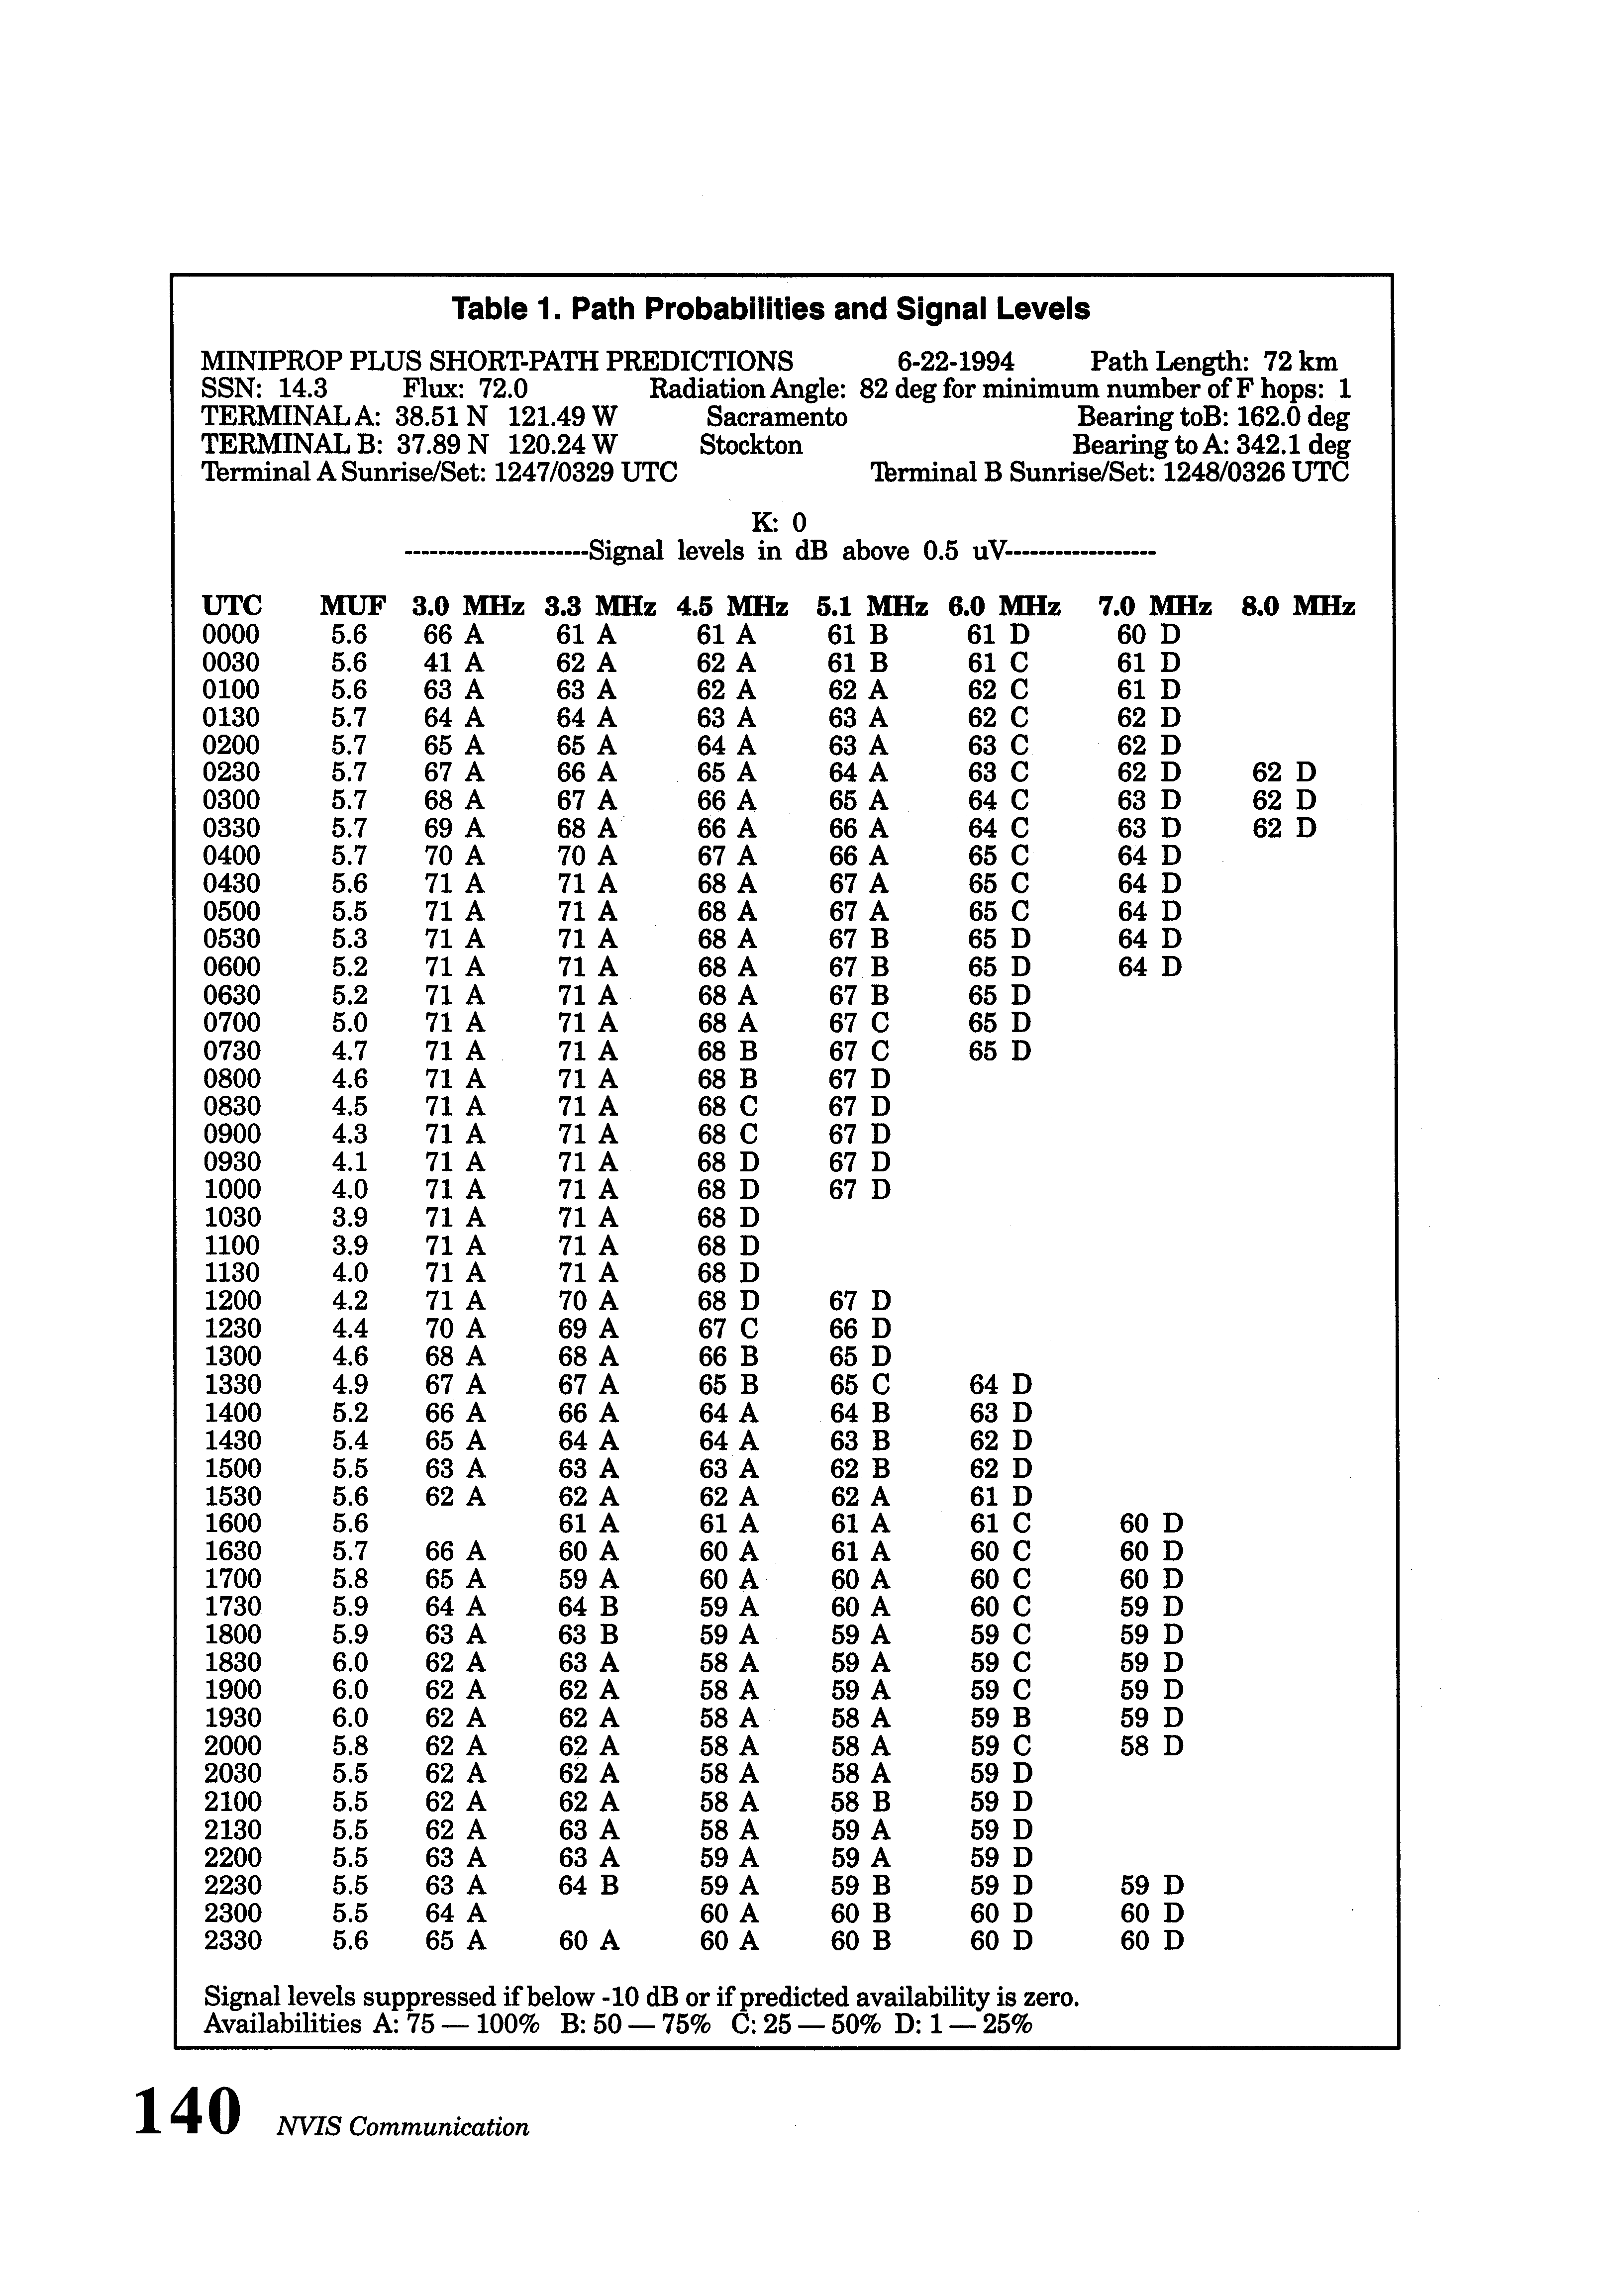 Table 1. Path Probabilities and Signal Levels
MINIPROP PLUS SHORT-PATH PREDICTIONS 6-22-1994 Path Length: 72 km
SSN: 14.3 Flux: 72.0 Radiation Angle: 82 deg for minimum number of F hops: 1
TERMINAL A: 38.51 N 121.49 W Sacramento Bearing toB: 162.0 deg
TERMINAL B: 37.89 N 120.24 W Stockton Bearing to A: 342.1 deg
Terminal A Sunrise/Set: 1247/0329 UTC Terminal B Sunrise/Set: 1248/0326 UTC
K: 0
----------------------Signal levels in dB above 0.5 uV------------------
UTC MUF 3.0 MHz 3.3 MHz 4.5 MHz 5.1 MHz 6.0 MHz 7.0 MHz 8.0 MHz
0000 5.6 66 A 61 A 61 A 61 B 61 D 60 D
0030 5.6 41 A 62 A 62 A 61 B 61 C 61 D
0100 5.6 63 A 63 A 62 A 62 A 62 C 61 D
0130 5.7 64 A 64 A 63 A 63 A 62 C 62 D
0200 5.7 65 A 65 A 64 A 63 A 63 C 62 D
0230 5.7 67 A 66 A 65 A 64 A 63 C 62 D 62 D
0300 5.7 68 A 67 A 66 A 65 A 64 C 63 D 62 D
0330 5.7 69 A 68 A 66 A 66 A 64 C 63 D 62 D
0400 5.7 70 A 70 A 67 A 66 A 65 C 64 D
0430 5.6 71 A 71 A 68 A 67 A 65 C 64 D
0500 5.5 71 A 71 A 68 A 67 A 65 C 64 D
0530 5.3 71 A 71 A 68 A 67 B 65 D 64 D
0600 5.2 71 A 71 A 68 A 67 B 65 D 64 D
0630 5.2 71 A 71 A 68 A 67 B 65 D
0700 5.0 71 A 71 A 68 A 67 C 65 D
0730 4.7 71 A 71 A 68 B 67 C 65 D
0800 4.6 71 A 71 A 68 B 67 D
0830 4.5 71 A 71 A 68 C 67 D
0900 4.3 71 A 71 A 68 C 67 D
0930 4.1 71 A 71 A 68 D 67 D
1000 4.0 71 A 71 A 68 D 67 D
1030 3.9 71 A 71 A 68 D
1100 3.9 71 A 71 A 68 D
1130 4.0 71 A 71 A 68 D
1200 4.2 71 A 70 A 68 D 67 D
1230 4.4 70 A 69 A 67 C 66 D
1300 4.6 68 A 68 A 66 B 65 D
1330 4.9 67 A 67 A 65 B 65 C 64 D
1400 5.2 66 A 66 A 64 A 64 B 63 D
1430 5.4 65 A 64 A 64 A 63 B 62 D
1500 5.5 63 A 63 A 63 A 62 B 62 D
1530 5.6 62 A 62 A 62 A 62 A 61 D
1600 5.6 61 A 61 A 61 A 61 C 60 D
1630 5.7 66 A 60 A 60 A 61 A 60 C 60 D
1700 5.8 65 A 59 A 60 A 60 A 60 C 60 D
1730 5.9 64 A 64 B 59 A 60 A 60 C 59 D
1800 5.9 63 A 63 B 59 A 59 A 59 C 59 D
1830 6.0 62 A 63 A 58 A 59 A 59 C 59 D
1900 6.0 62 A 62 A 58 A 59 A 59 C 59 D
1930 6.0 62 A 62 A 58 A 58 A 59 B 59 D
2000 5.8 62 A 62 A 58 A 58 A 59 C 58 D
2030 5.5 62 A 62 A 58 A 58 A 59 D
2100 5.5 62 A 62 A 58 A 58 B 59 D
2130 5.5 62 A 63 A 58 A 59 A 59 D
2200 5.5 63 A 63 A 59 A 59 A 59 D
2230 5.5 63 A 64 B 59 A 59 B 59 D 59 D
2300 5.5 64 A 60 A 60 B 60 D 60 D
2330 5.6 65 A 60 A 60 A 60 B 60 D 60 D
Signal levels suppressed if below -10 dB or if predicted availability is zero.
Availabilities A: 75 — 100% B: 50 — 75% C: 25 — 50% D: 1 — 25%
140 NVIS Communication